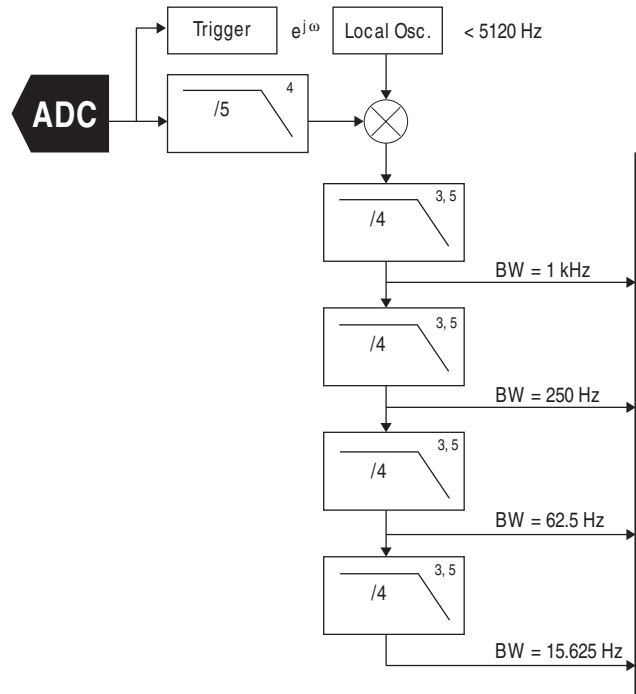 Trigger
e^jω
Local Osc.
< 5120 Hz
ADC
/5
4
3, 5
/4
BW = 1 kHz
3, 5
/4
BW = 250 Hz
3, 5
/4
BW = 62.5 Hz
3, 5
/4
BW = 15.625 Hz